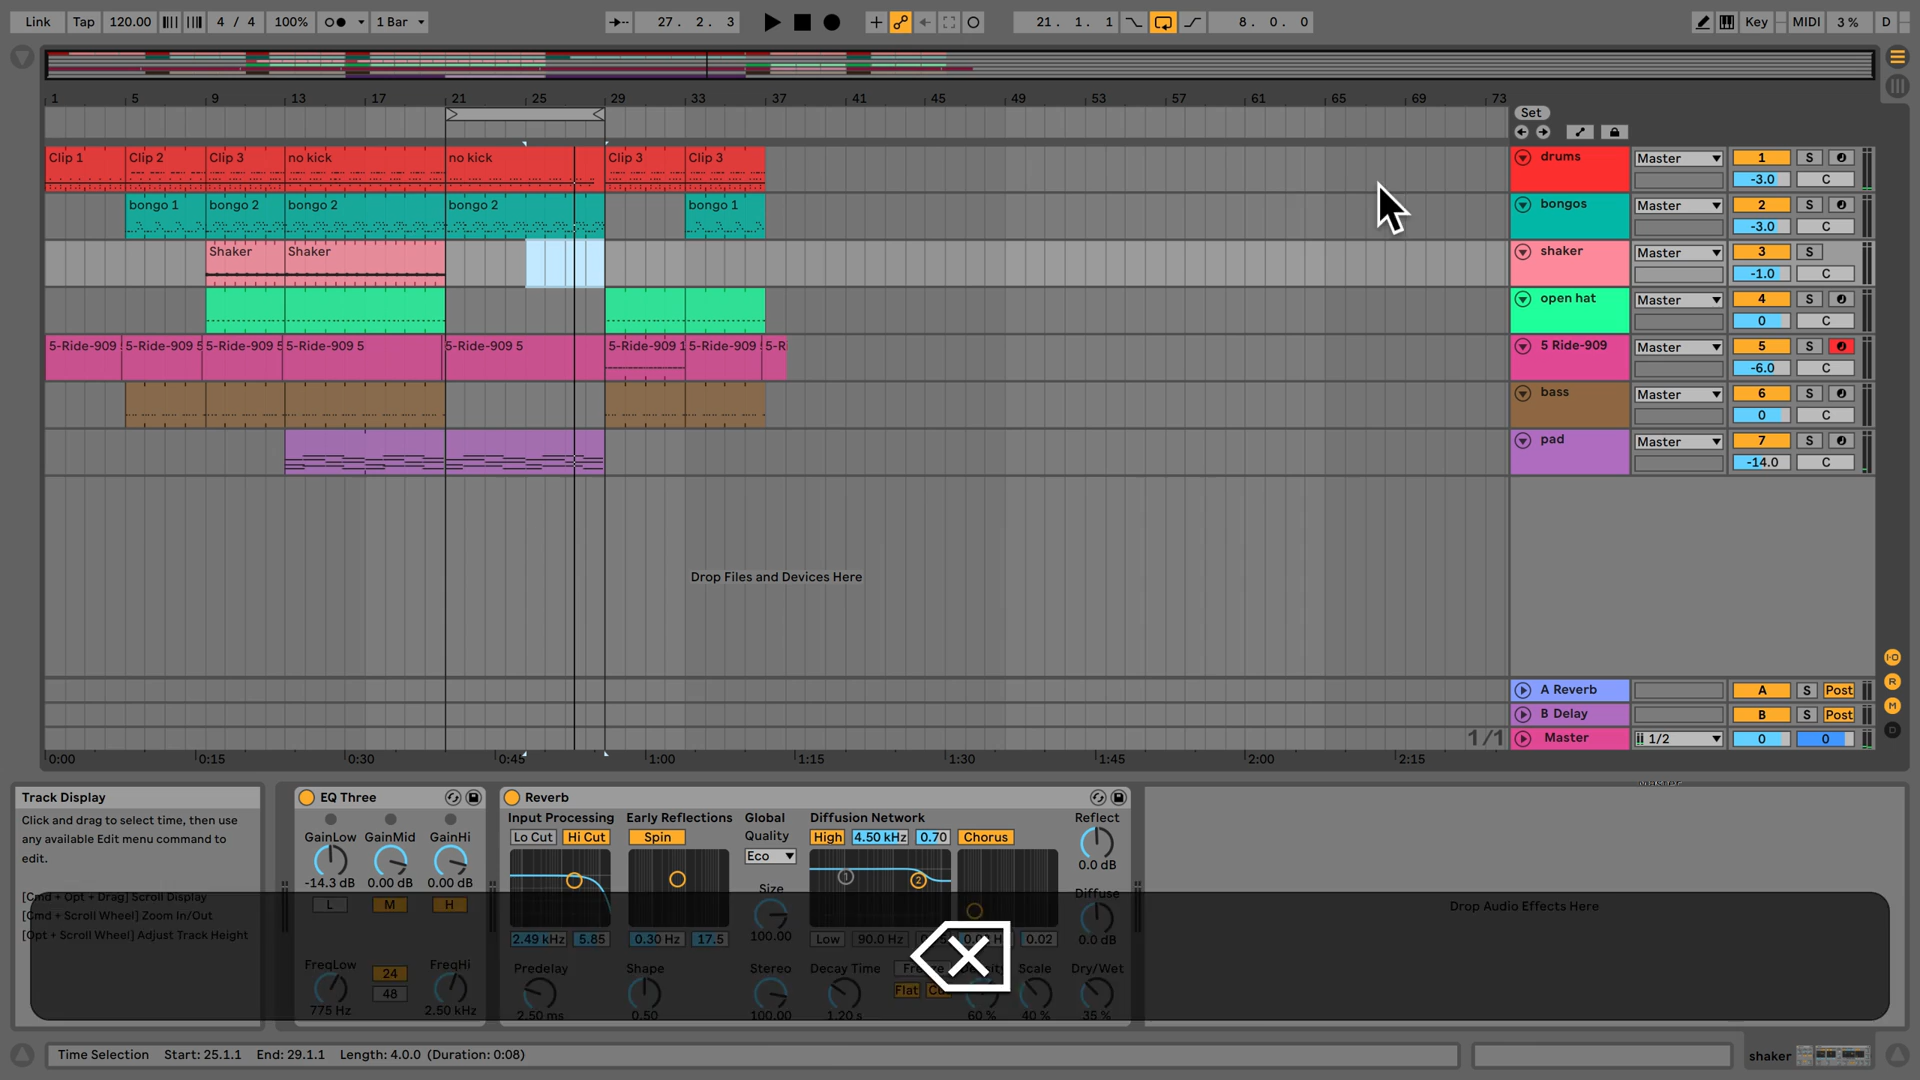 Link Tap 120.00 4 / 4 100% 1 Bar 27. 2. 3 21. 1. 1 8. 0. 0 Key MIDI 3 % D
1 5 9 13 17 21 25 29 33 37 41 45 49 53 57 61 65 69 73
Set
Clip 1 Clip 2 Clip 3 no kick no kick Clip 3 Clip 3 drums Master 1 S
-3.0 C
bongo 1 bongo 2 bongo 2 bongo 2 bongo 1 bongos Master 2 S
-3.0 C
Shaker Shaker shaker Master 3 S
-1.0 C
open hat Master 4 S
0 C
5-Ride-909 5-Ride-909 5 5-Ride-909 5 5-Ride-909 5 5-Ride-909 5 5-Ride-909 1 5-Ride-909 5-R 5 Ride-909 Master 5 S
-6.0 C
bass Master 6 S
0 C
pad Master 7 S
-14.0 C
Drop Files and Devices Here
A Reverb A S Post
B Delay B S Post
1/1 Master 1/2 0 0
0:00 0:15 0:30 0:45 1:00 1:15 1:30 1:45 2:00 2:15
Track Display
Click and drag to select time, then use
any available Edit menu command to
edit.
[Cmd + Opt + Drag] Scroll Display
[Cmd + Scroll Wheel] Zoom In/Out
[Opt + Scroll Wheel] Adjust Track Height
EQ Three
GainLow GainMid GainHi
-14.3 dB 0.00 dB 0.00 dB
L M H
FreqLow 24 FreqHi
48
775 Hz 2.50 kHz
Reverb
Input Processing Early Reflections Global Diffusion Network Reflect
Lo Cut Hi Cut Spin Quality High 4.50 kHz 0.70 Chorus
Eco 0.0 dB
Size Diffuse
100.00
2.49 kHz 5.85 0.30 Hz 17.5 Low 90.0 Hz 0.02 0.0 dB
Predelay Shape Stereo Decay Time Scale Dry/Wet
Flat
2.50 ms 0.50 100.00 1.20 s 60 % 40 % 35 %
Drop Audio Effects Here
Time Selection Start: 25.1.1 End: 29.1.1 Length: 4.0.0 (Duration: 0:08)
shaker